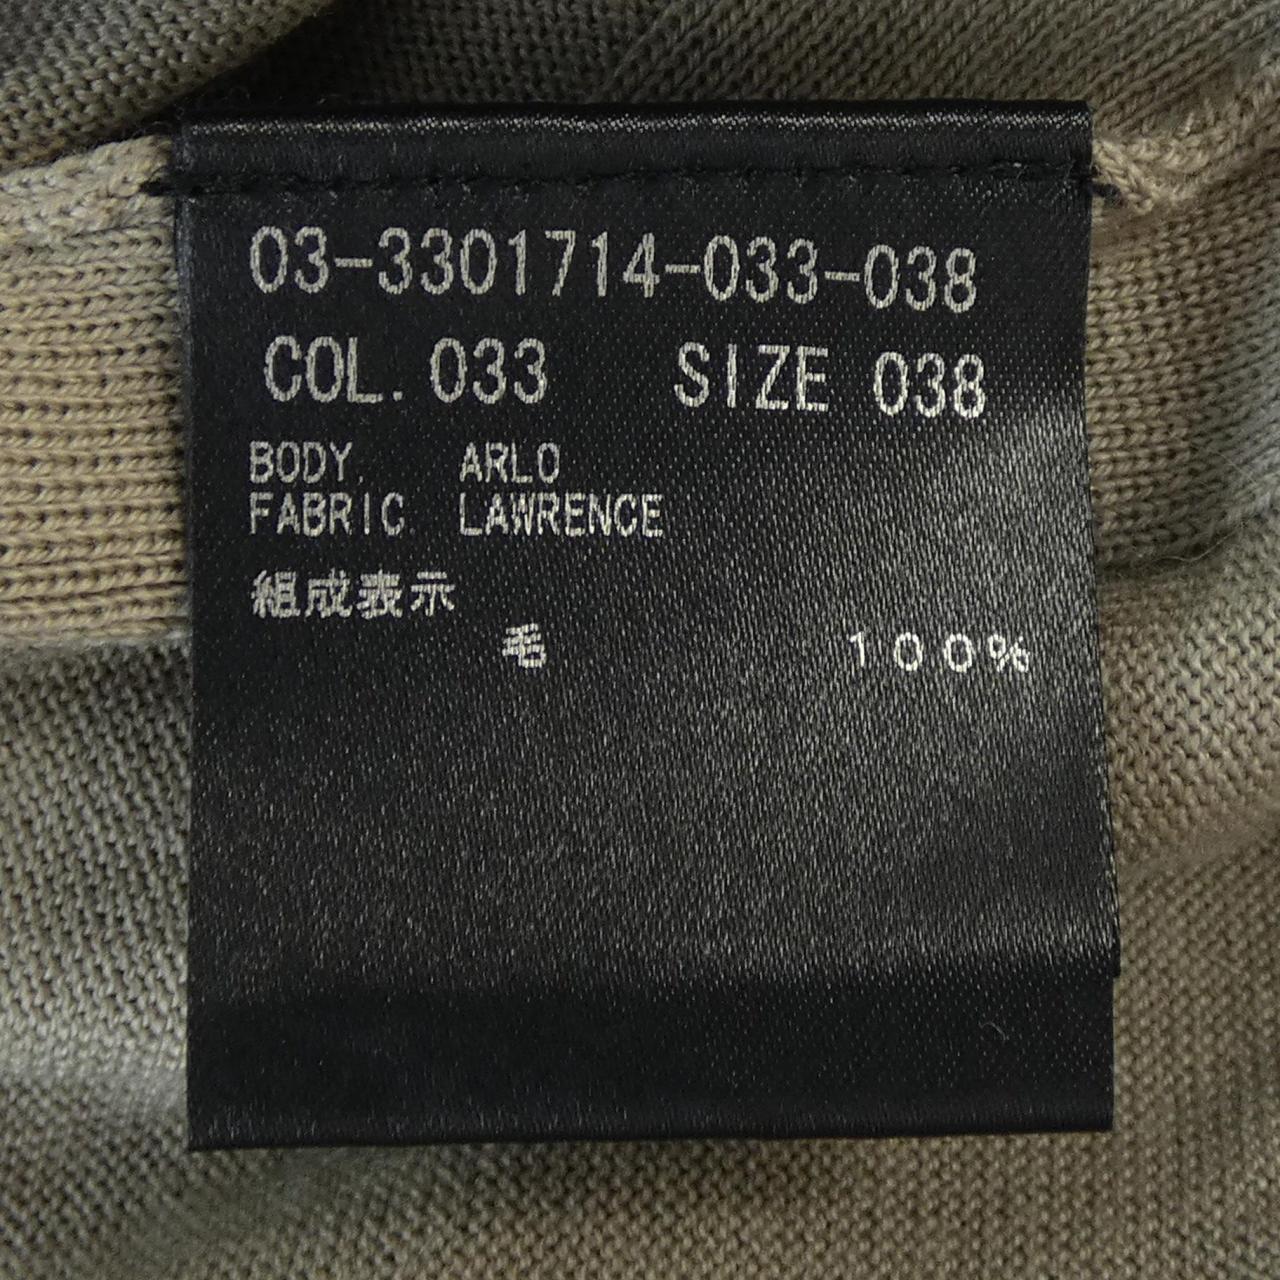 03-3301714-033-038
COL. 033 SIZE 038
BODY. ARLO
FABRIC LAWRENCE
組成表示
毛 100%